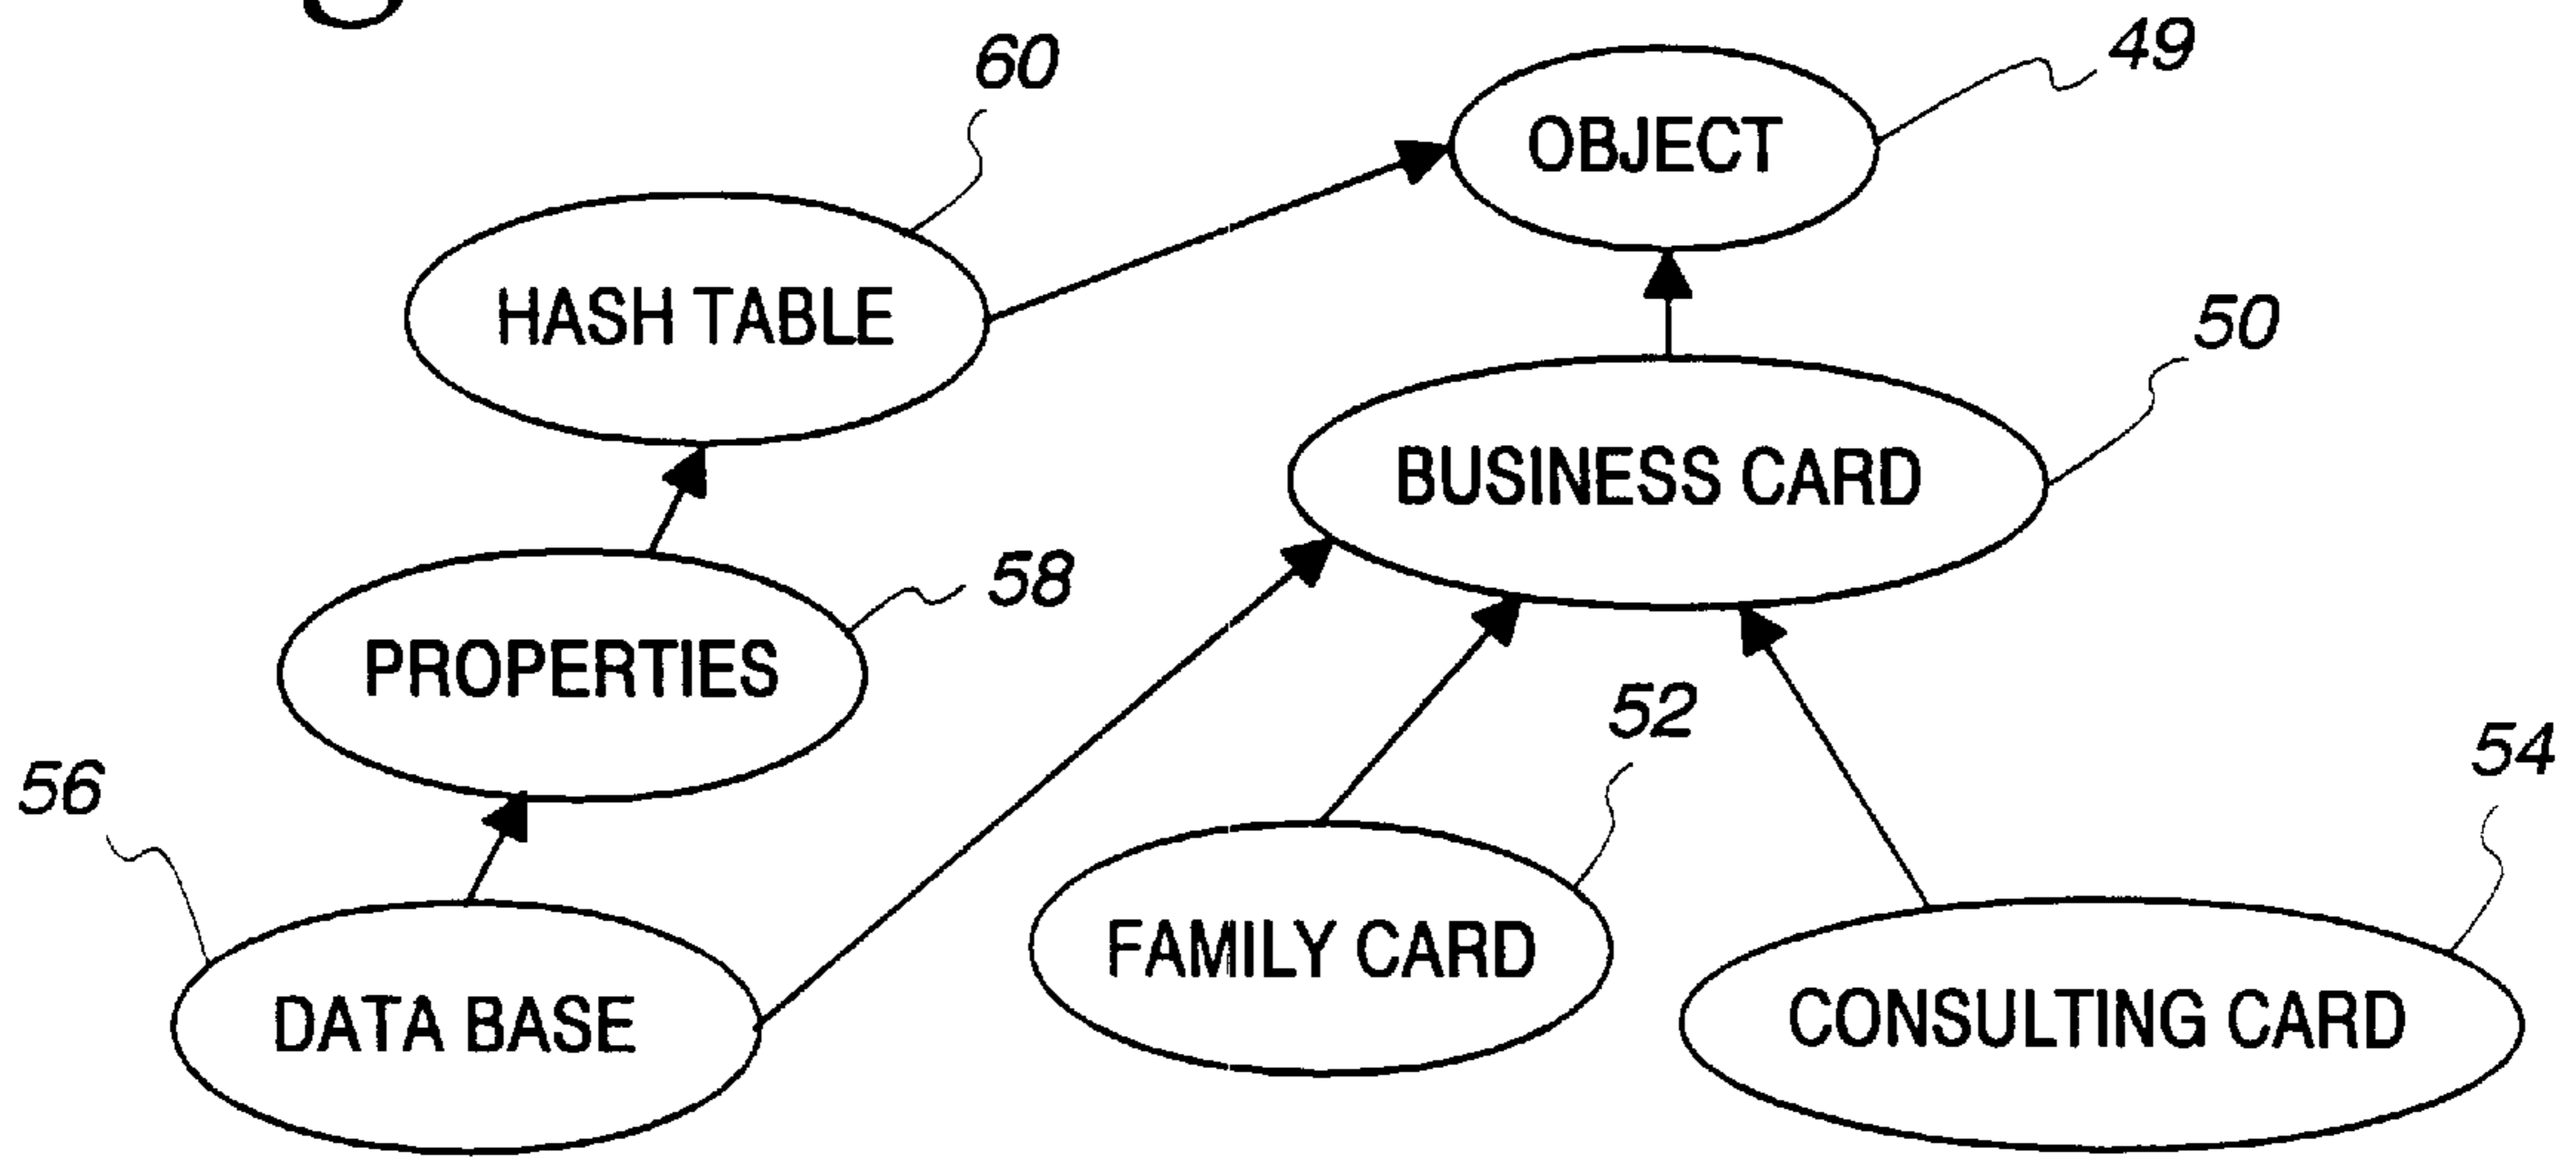 60
49
OBJECT
HASH TABLE
50
BUSINESS CARD
58
PROPERTIES
52
54
56
FAMILY CARD
DATA BASE
CONSULTING CARD